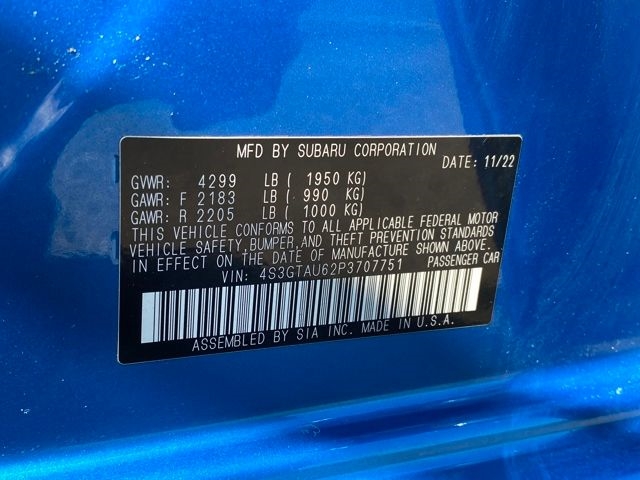 MFD BY SUBARU CORPORATION
DATE: 11/22
GVWR: 4299 LB ( 1950 KG)
GAWR: F 2183 LB ( 990 KG)
GAWR: R 2205 LB ( 1000 KG)
THIS VEHICLE CONFORMS TO ALL APPLICABLE FEDERAL MOTOR
VEHICLE SAFETY,BUMPER,AND THEFT PREVENTION STANDARDS
IN EFFECT ON THE DATE OF MANUFACTURE SHOWN ABOVE.
VIN: 4S3GTAU62P3707751 PASSENGER CAR
ASSEMBLED BY SIA INC. MADE IN U.S.A.